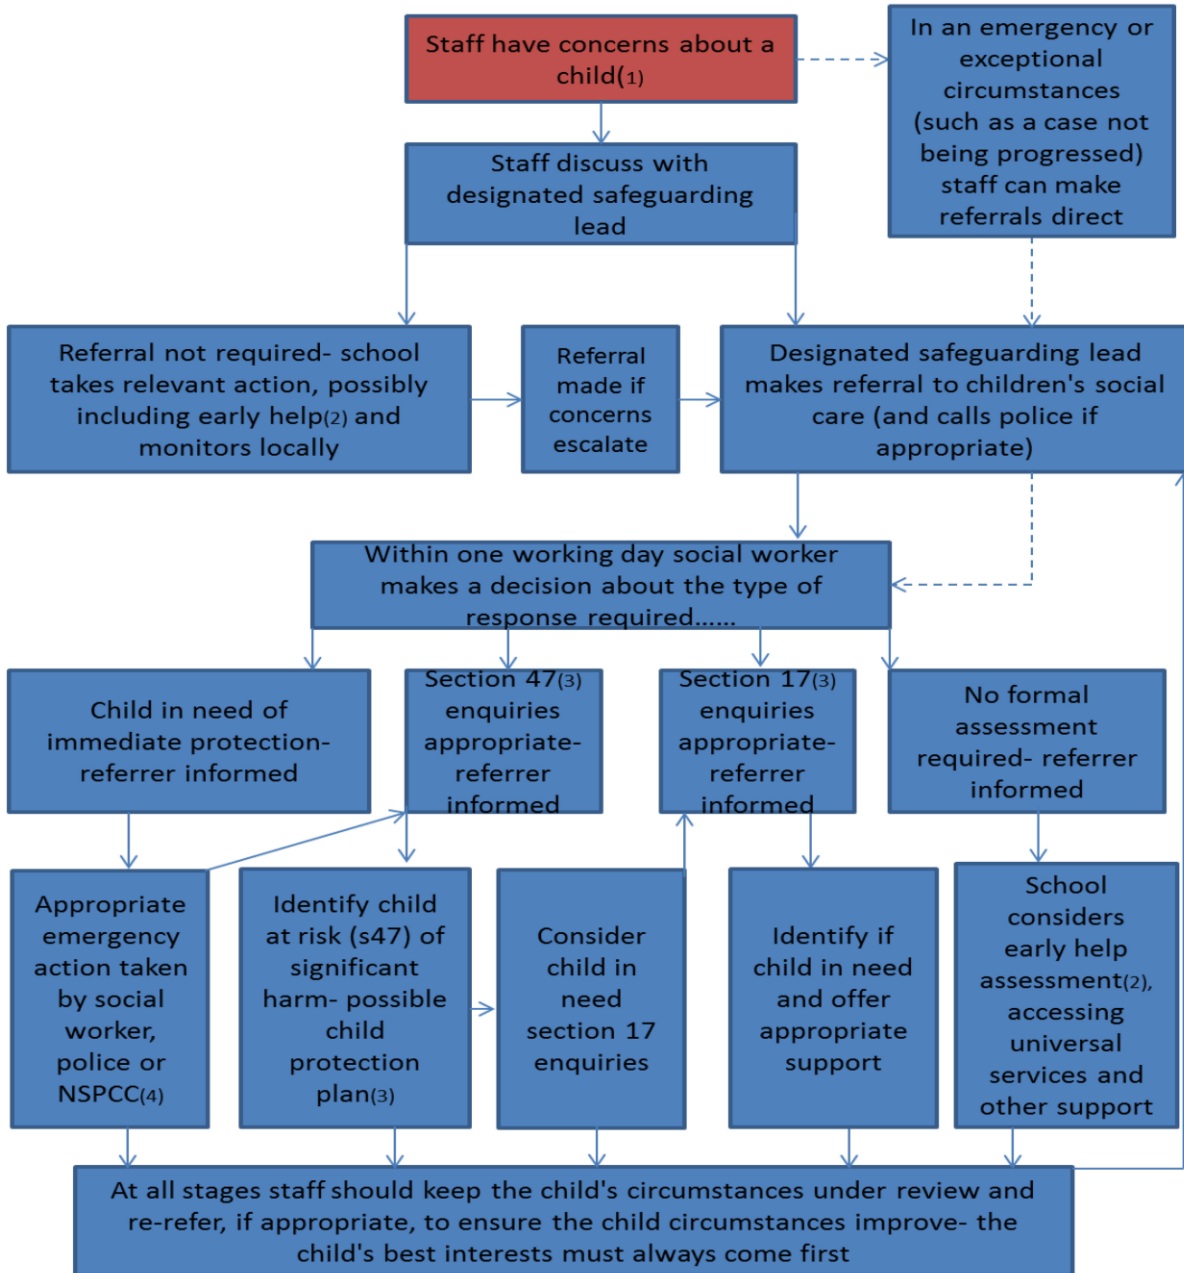 Staff have concerns about a
child(1)
In an emergency or
exceptional
circumstances
(such as a case not
being progressed)
staff can make
referrals direct
Staff discuss with
designated safeguarding
lead
Referral not required- school
takes relevant action, possibly
including early help(2) and
monitors locally
Referral
made if
concerns
escalate
Designated safeguarding lead
makes referral to children's social
care (and calls police if
appropriate)
Within one working day social worker
makes a decision about the type of
response required......
Child in need of
immediate protection-
referrer informed
Section 47(3)
enquiries
appropriate-
referrer
informed
Section 17(3)
enquiries
appropriate-
referrer
informed
No formal
assessment
required- referrer
informed
Appropriate
emergency
action taken
by social
worker,
police or
NSPCC(4)
Identify child
at risk (s47) of
significant
harm- possible
child
protection
plan(3)
Consider
child in
need
section 17
enquiries
Identify if
child in need
and offer
appropriate
support
School
considers
early help
assessment(2),
accessing
universal
services and
other support
At all stages staff should keep the child's circumstances under review and
re-refer, if appropriate, to ensure the child circumstances improve- the
child's best interests must always come first